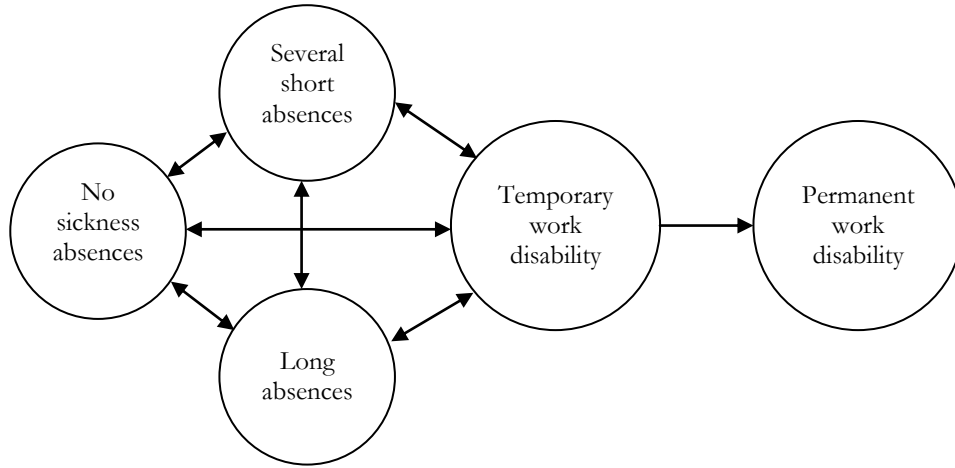 Several
short
absences
No
sickness
absences
Temporary
work
disability
Permanent
work
disability
Long
absences